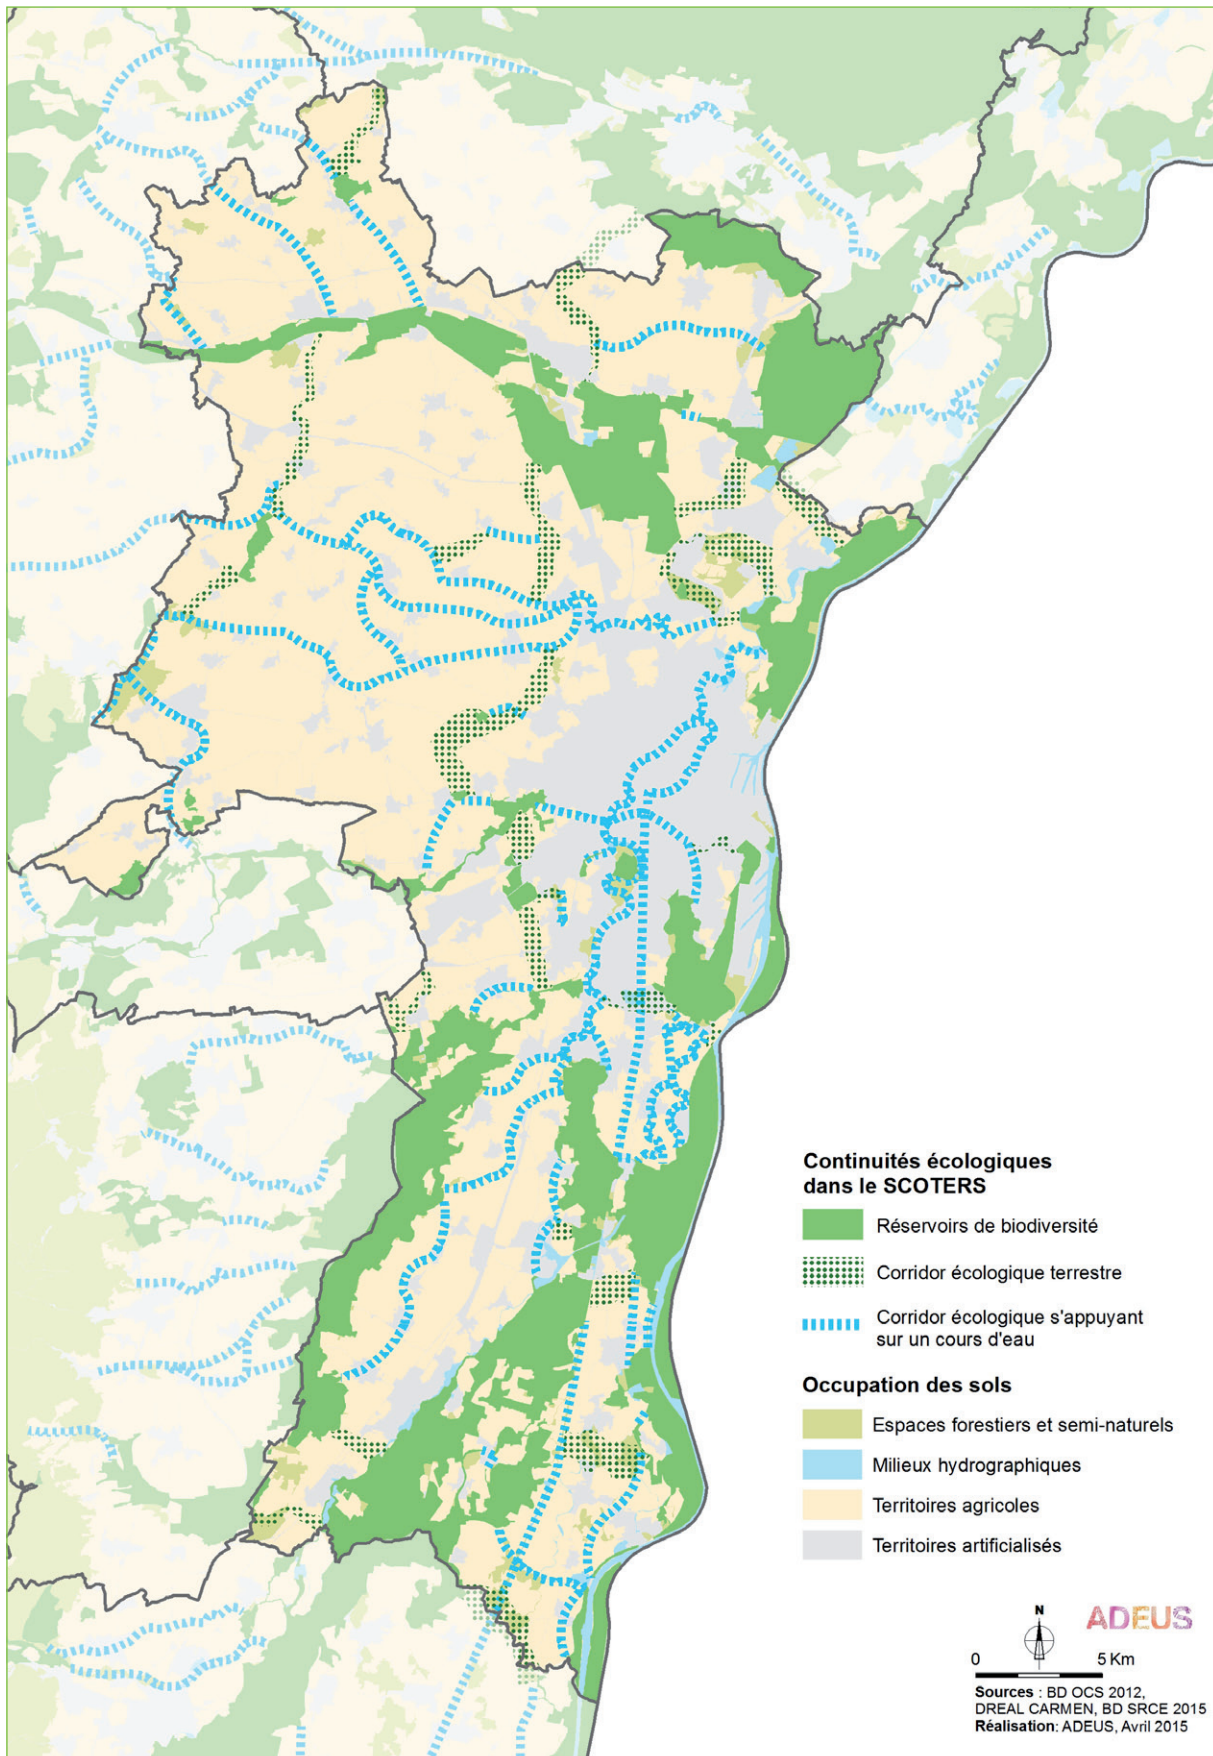 Continuités écologiques
dans le SCOTERS
Réservoirs de biodiversité
Corridor écologique terrestre
Corridor écologique s'appuyant
sur un cours d'eau
Occupation des sols
Espaces forestiers et semi-naturels
Milieux hydrographiques
Territoires agricoles
Territoires artificialisés
N
ADEUS
0 5 Km
Sources : BD OCS 2012,
DREAL CARMEN, BD SRCE 2015
Réalisation: ADEUS, Avril 2015